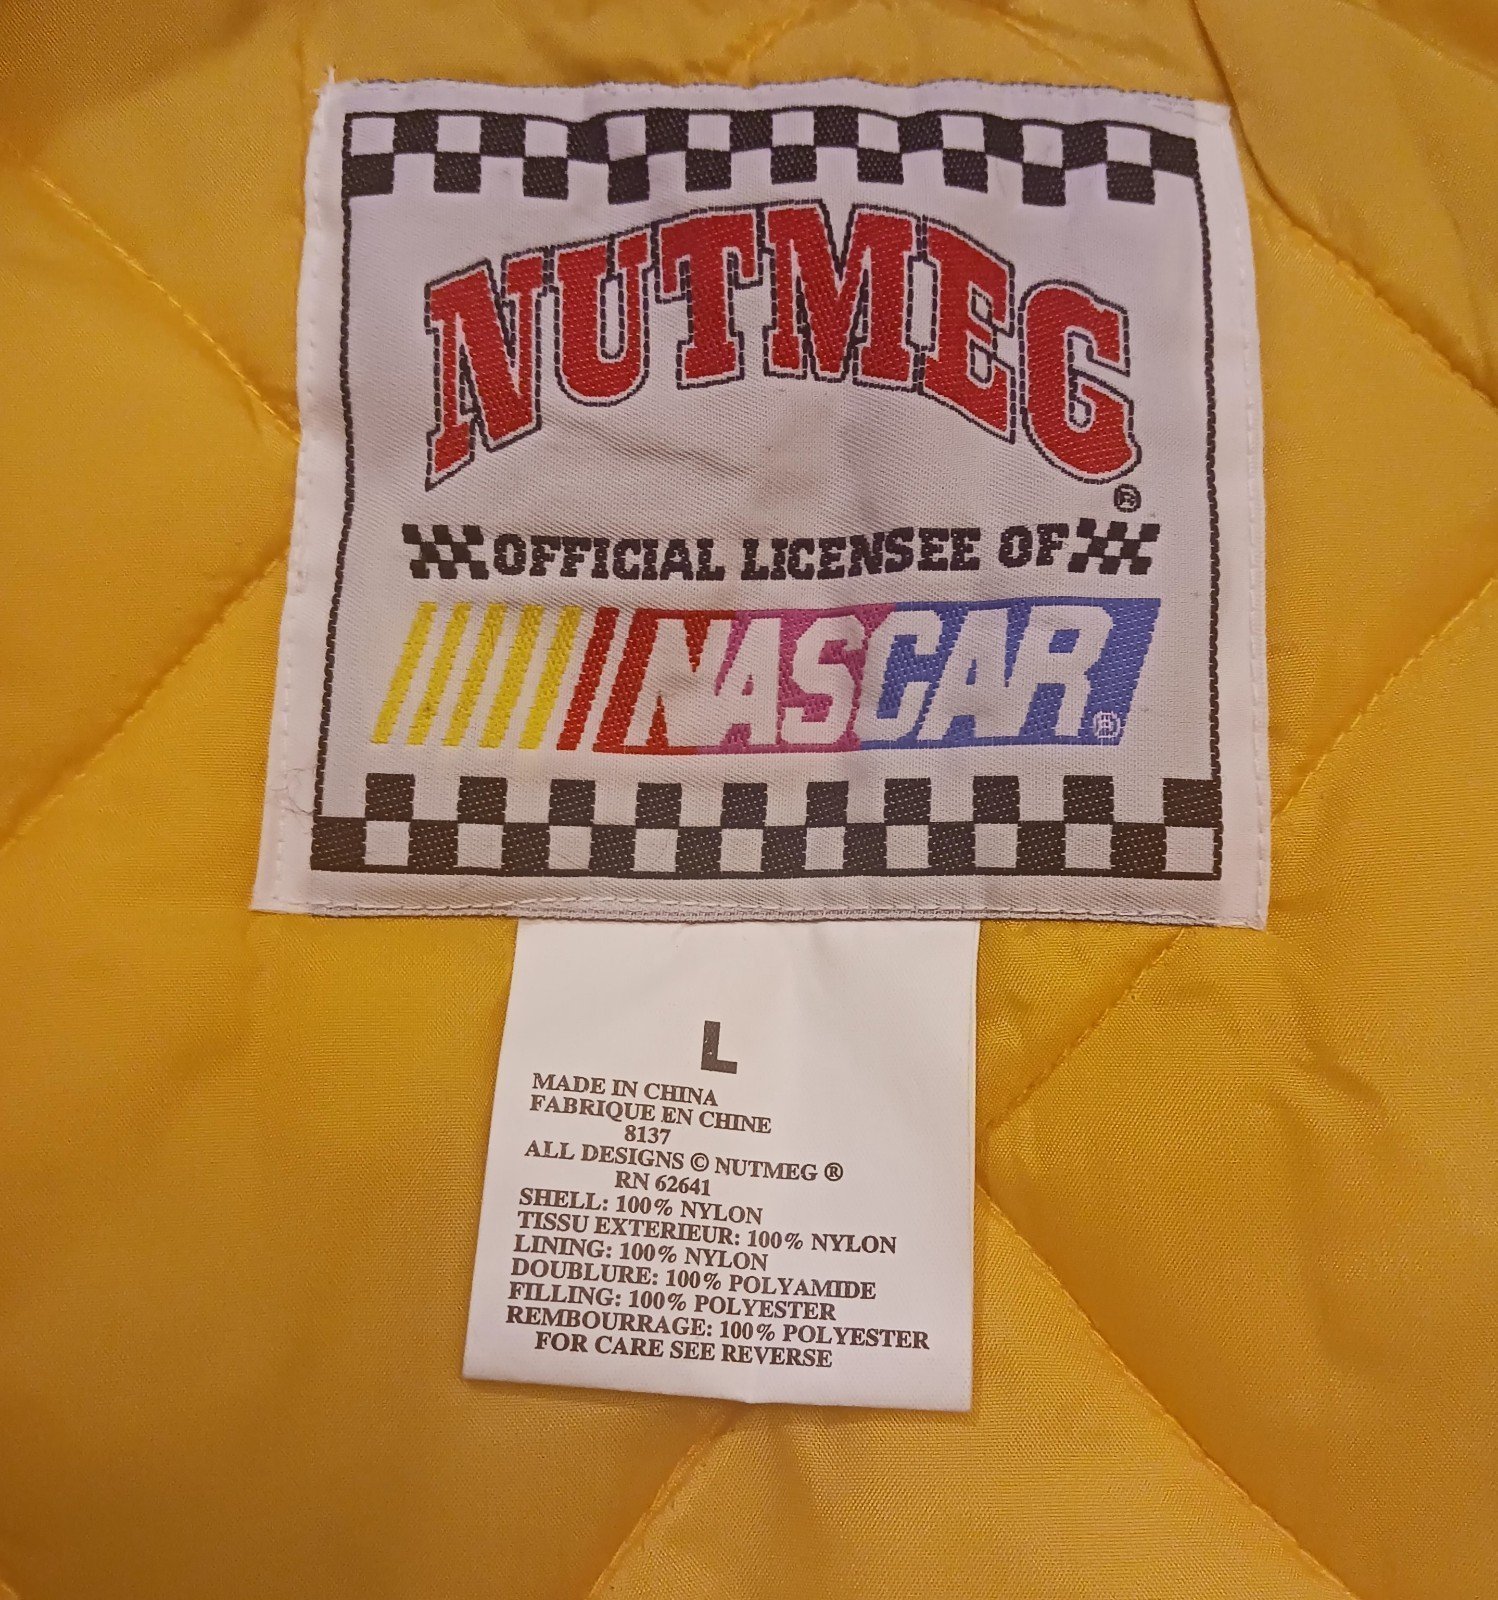 NUTMEG
®
OFFICIAL LICENSEE OF
NASCAR ®
L
MADE IN CHINA
FABRIQUE EN CHINE
8137
ALL DESIGNS © NUTMEG ®
RN 62641
SHELL: 100% NYLON
TISSU EXTERIEUR: 100% NYLON
LINING: 100% NYLON
DOUBLURE: 100% POLYAMIDE
FILLING: 100% POLYESTER
REMBOURRAGE: 100% POLYESTER
FOR CARE SEE REVERSE